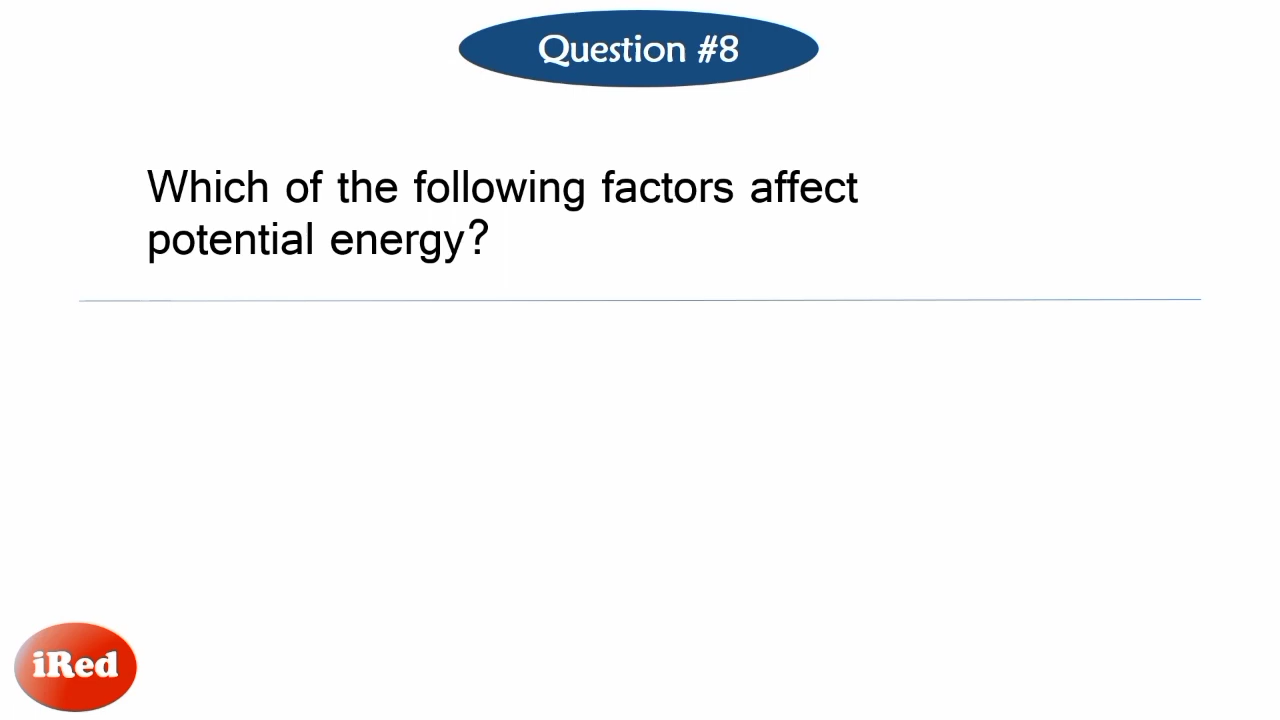 Question #8
Which of the following factors affect
potential energy?
iRed